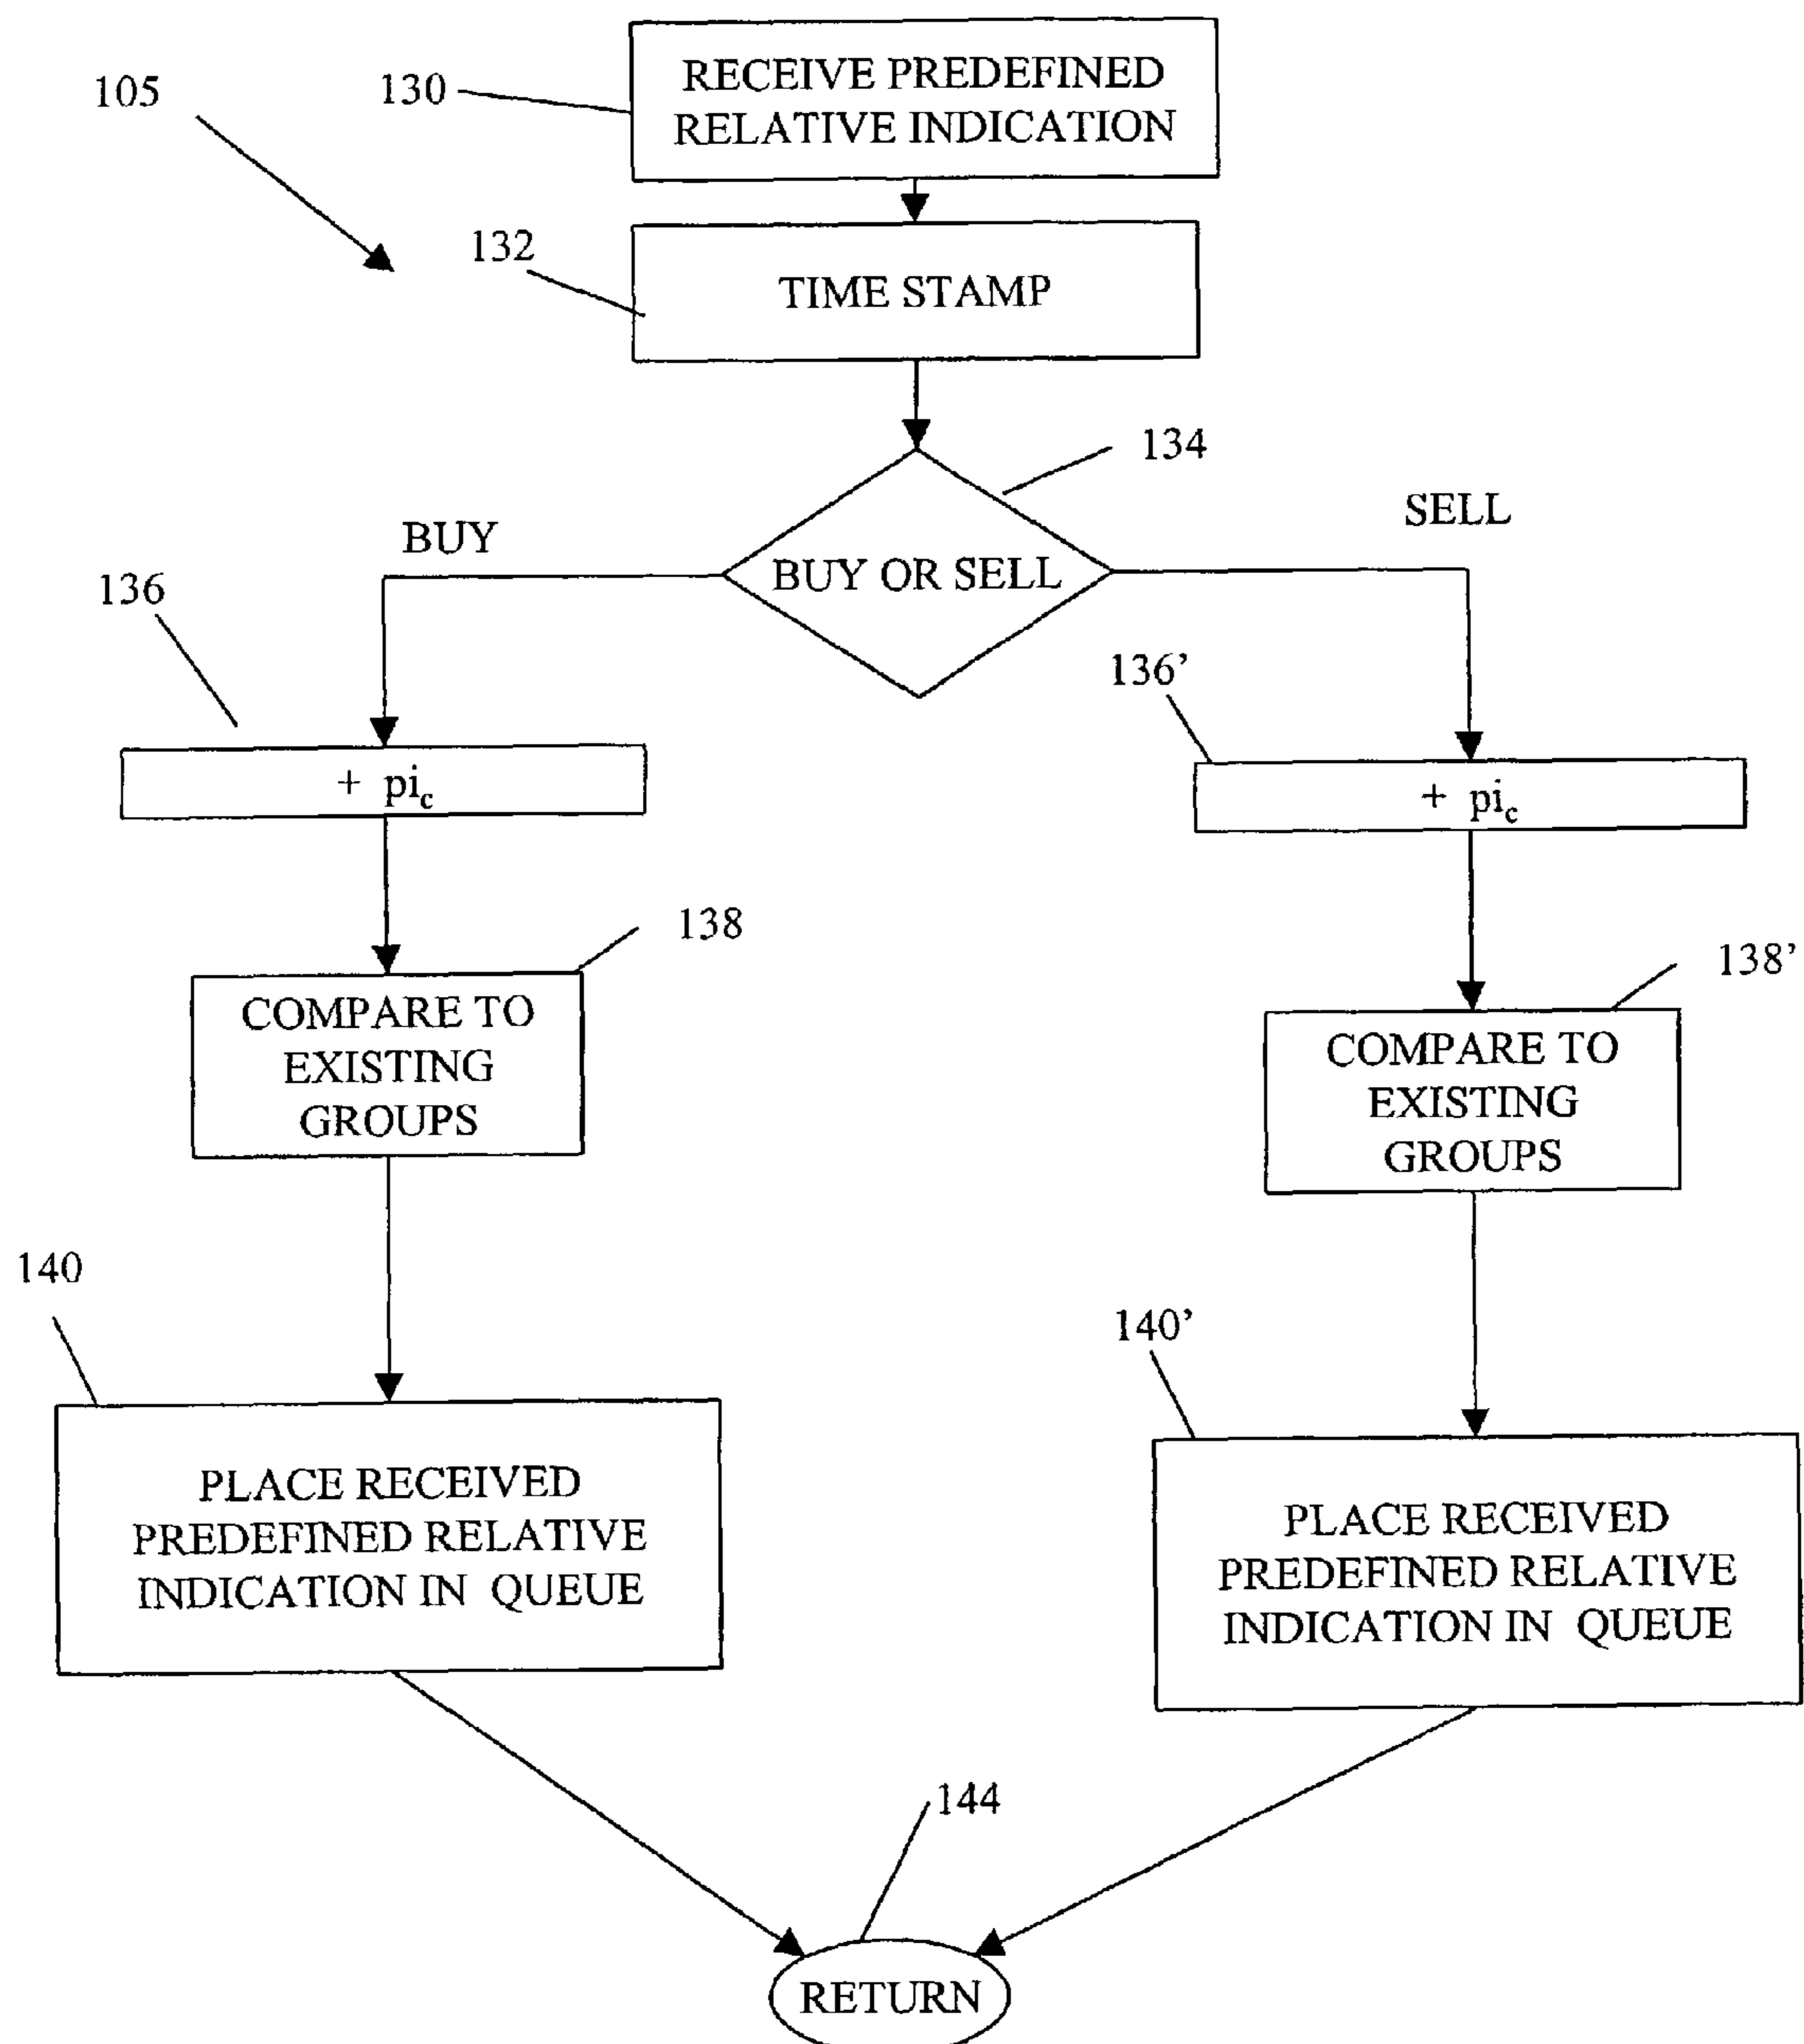 105
130
RECEIVE PREDEFINED
RELATIVE INDICATION
132
TIME STAMP
134
BUY OR SELL
BUY
SELL
136
+ pi_c
136’
+ pi_c
138
COMPARE TO
EXISTING
GROUPS
138’
COMPARE TO
EXISTING
GROUPS
140
PLACE RECEIVED
PREDEFINED RELATIVE
INDICATION IN QUEUE
140’
PLACE RECEIVED
PREDEFINED RELATIVE
INDICATION IN QUEUE
144
RETURN